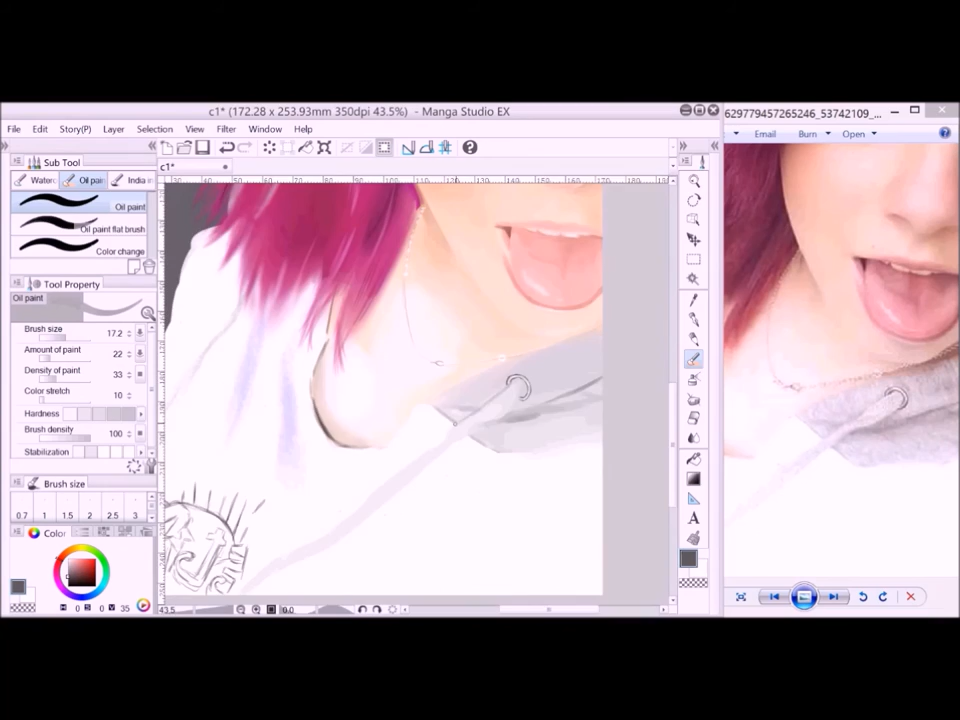 c1* (172.28 x 253.93mm 350dpi 43.5%) - Manga Studio EX
629779457265246_53742109_...
File Edit Story(P) Layer Selection View Filter Window Help
Email Burn Open
Sub Tool
c1*
Oil pain
India in
Oil paint
Oil paint flat brush
Color change
Tool Property
Oil paint
Brush size 17.2
Amount of paint 22
Density of paint 33
Color stretch 10
Hardness
Brush density 100
Stabilization
Brush size
0.7 1 1.5 2 2.5 3
Color
H 0 S 0 V 35
43.5
0.0
A